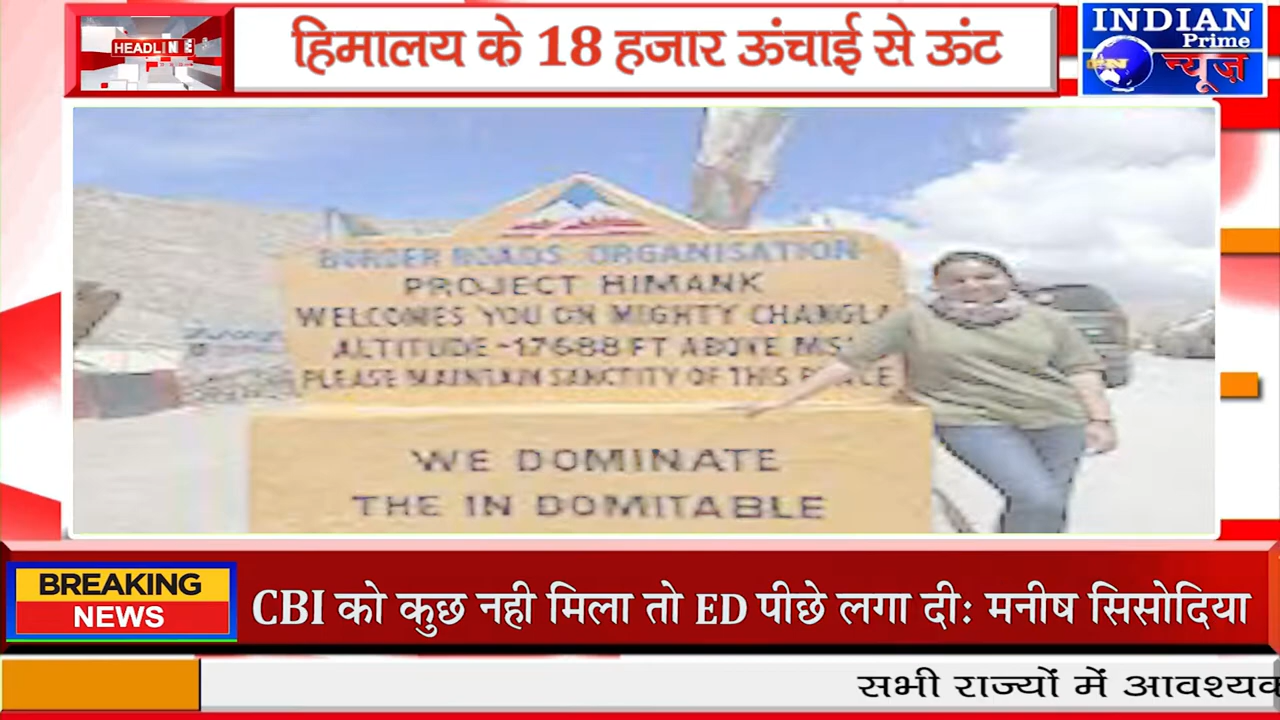 HEADLINE
हिमालय के 18 हजार ऊंचाई से ऊंट
INDIAN
Prime
न्यूज़
BORDER ROADS ORGANISATION
PROJECT HIMANK
WELCOMES YOU ON MIGHTY CHANGLA
ALTITUDE -17688 FT ABOVE MSL
PLEASE MAINTAIN SANCTITY OF THIS PLACE
WE DOMINATE
THE IN DOMITABLE
BREAKING
NEWS
CBI को कुछ नही मिला तो ED पीछे लगा दी: मनीष सिसोदिया
सभी राज्यों में आवश्यक